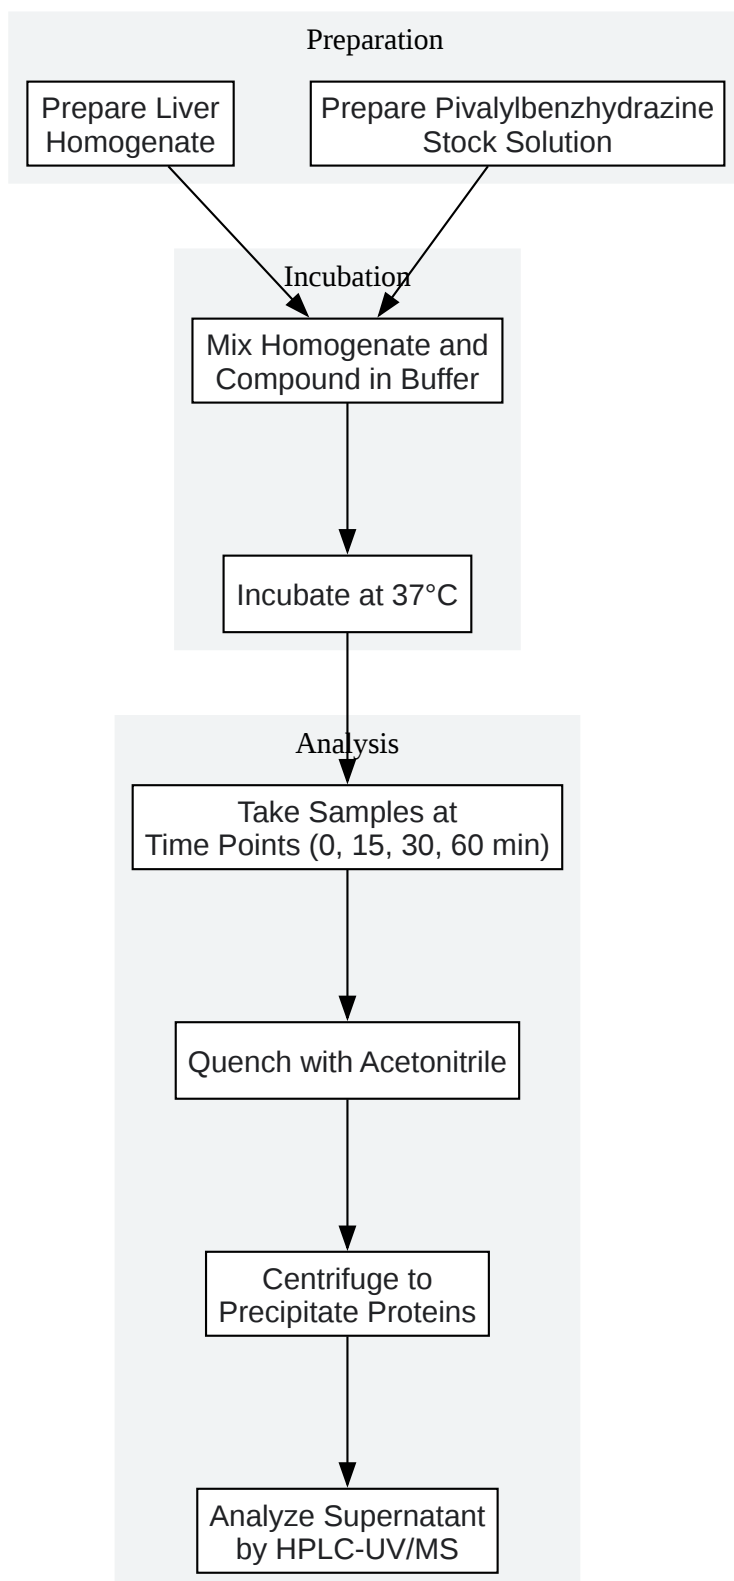 Preparation
Prepare Liver
Homogenate
Prepare Pivalylbenzhydrazine
Stock Solution
Incubation
Mix Homogenate and
Compound in Buffer
Incubate at 37°C
Analysis
Take Samples at
Time Points (0, 15, 30, 60 min)
Quench with Acetonitrile
Centrifuge to
Precipitate Proteins
Analyze Supernatant
by HPLC-UV/MS